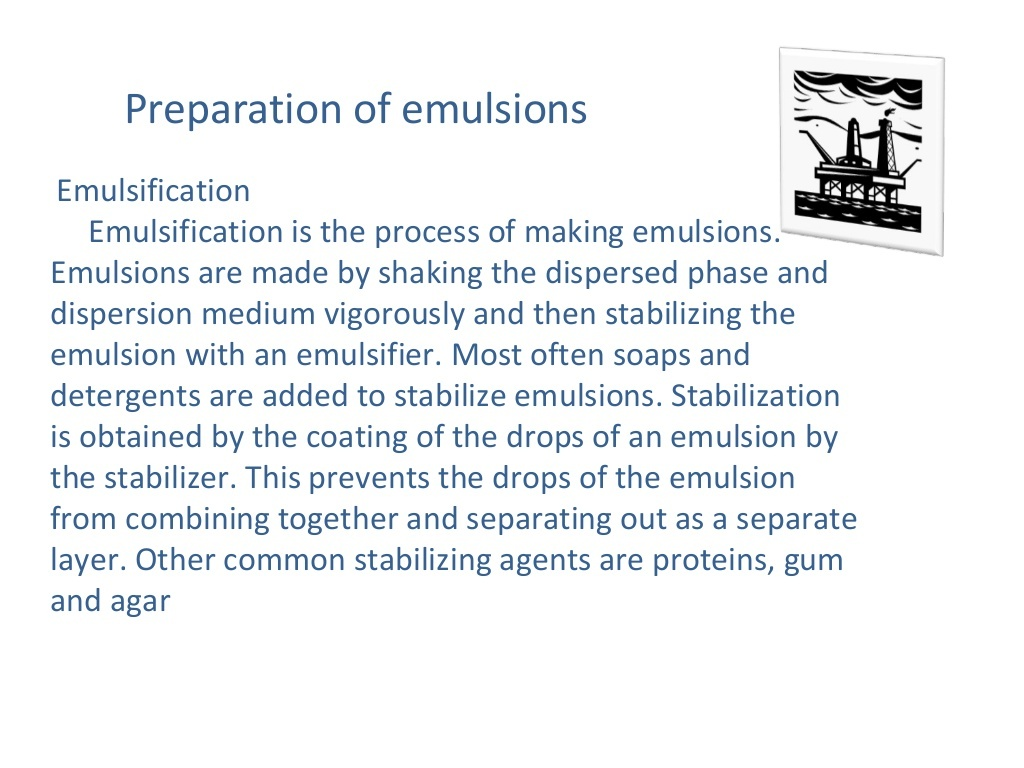 Preparation of emulsions
Emulsification
Emulsification is the process of making emulsions.
Emulsions are made by shaking the dispersed phase and
dispersion medium vigorously and then stabilizing the
emulsion with an emulsifier. Most often soaps and
detergents are added to stabilize emulsions. Stabilization
is obtained by the coating of the drops of an emulsion by
the stabilizer. This prevents the drops of the emulsion
from combining together and separating out as a separate
layer. Other common stabilizing agents are proteins, gum
and agar